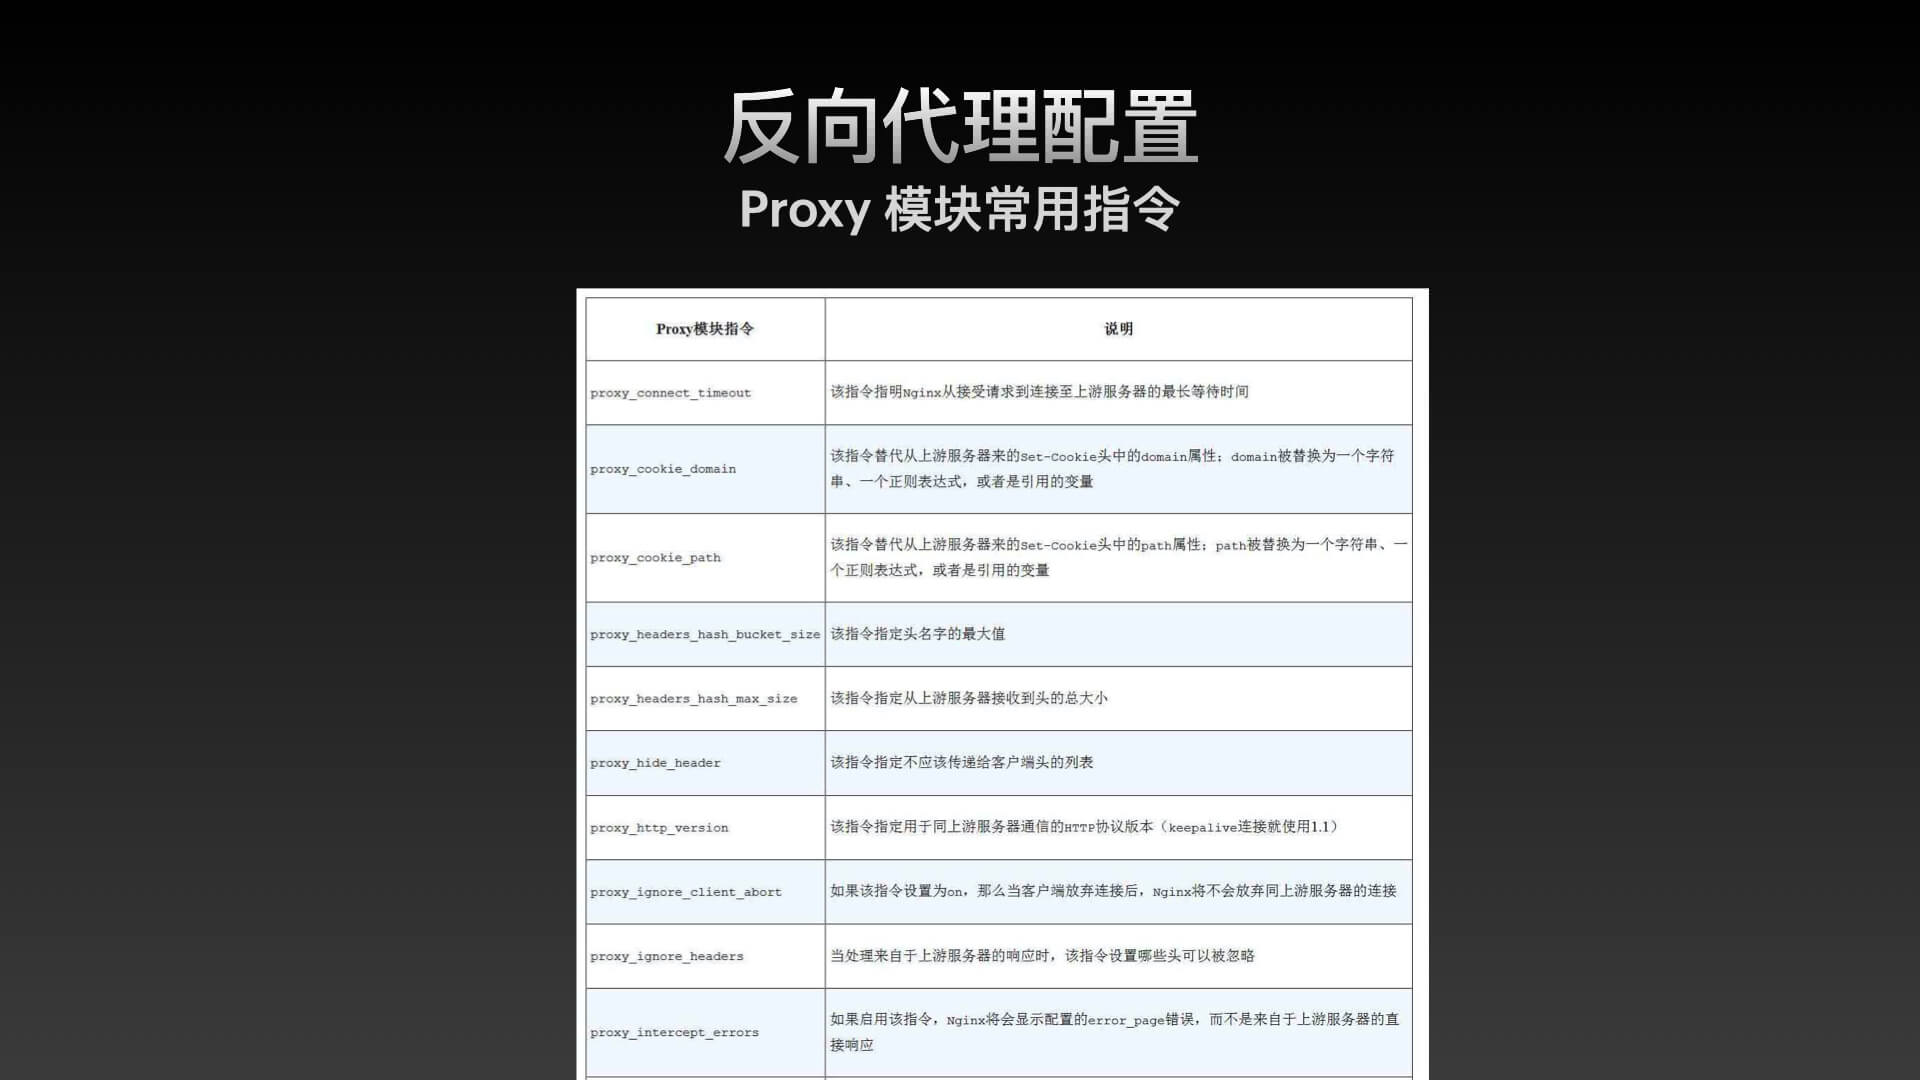 反向代理配置
Proxy 模块常用指令
Proxy模块指令
说明
proxy_connect_timeout
该指令指明Nginx从接受请求到连接至上游服务器的最长等待时间
proxy_cookie_domain
该指令替代从上游服务器来的Set-Cookie头中的domain属性；domain被替换为一个字符
串、一个正则表达式，或者是引用的变量
proxy_cookie_path
该指令替代从上游服务器来的Set-Cookie头中的path属性；path被替换为一个字符串、一
个正则表达式，或者是引用的变量
proxy_headers_hash_bucket_size
该指令指定头名字的最大值
proxy_headers_hash_max_size
该指令指定从上游服务器接收到头的总大小
proxy_hide_header
该指令指定不应该传递给客户端头的列表
proxy_http_version
该指令指定用于同上游服务器通信的HTTP协议版本（keepalive连接就使用1.1）
proxy_ignore_client_abort
如果该指令设置为on，那么当客户端放弃连接后，Nginx将不会放弃同上游服务器的连接
proxy_ignore_headers
当处理来自于上游服务器的响应时，该指令设置哪些头可以被忽略
proxy_intercept_errors
如果启用该指令，Nginx将会显示配置的error_page错误，而不是来自于上游服务器的直
接响应